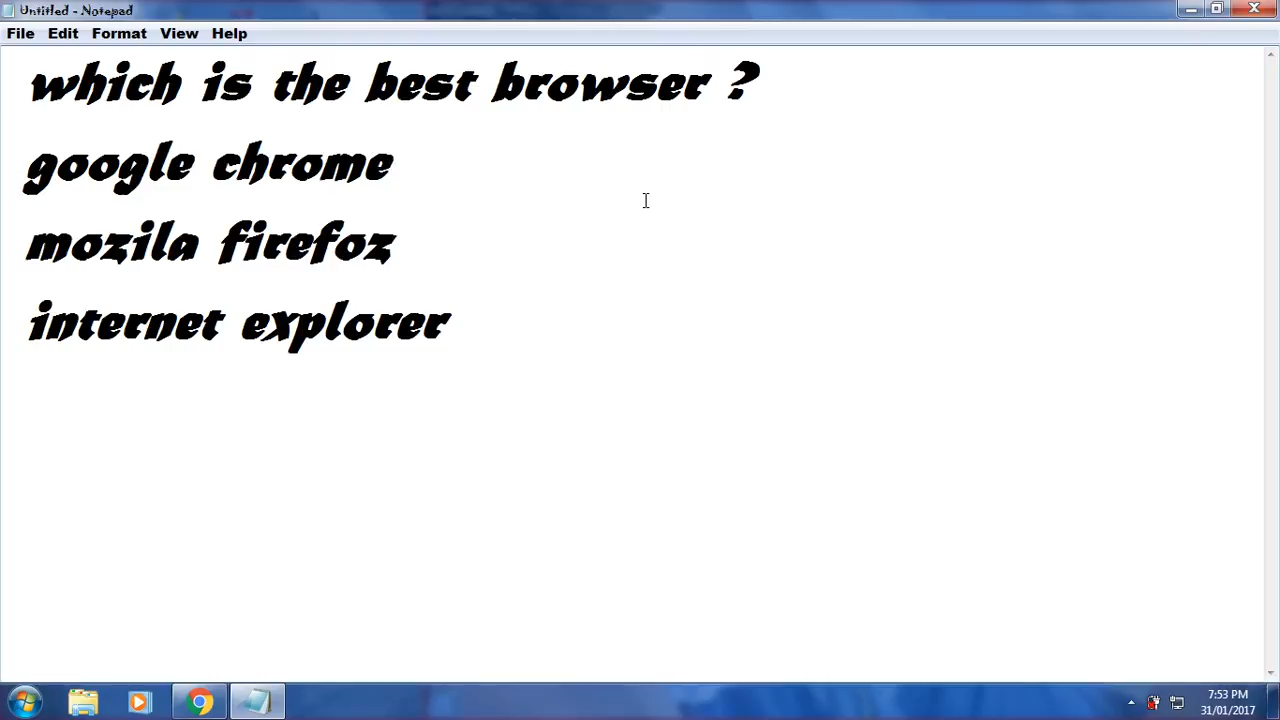 Untitled - Notepad
File Edit Format View Help
which is the best browser ?
google chrome
mozila firefoz
internet explorer
7:53 PM
31/01/2017